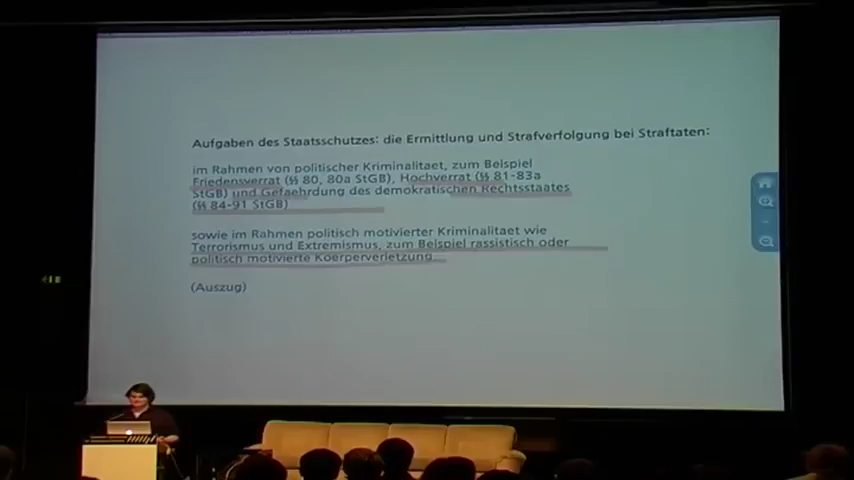 Aufgaben des Staatsschutzes: die Ermittlung und Strafverfolgung bei Straftaten:
im Rahmen von politischer Kriminalitaet, zum Beispiel
Friedensverrat (§§ 80, 80a StGB), Hochverrat (§§ 81-83a
StGB) und Gefaehrdung des demokratischen Rechtsstaates
(§§ 84-91 StGB)
sowie im Rahmen politisch motivierter Kriminalitaet wie
Terrorismus und Extremismus, zum Beispiel rassistisch oder
politisch motivierte Koerperverletzung
(Auszug)